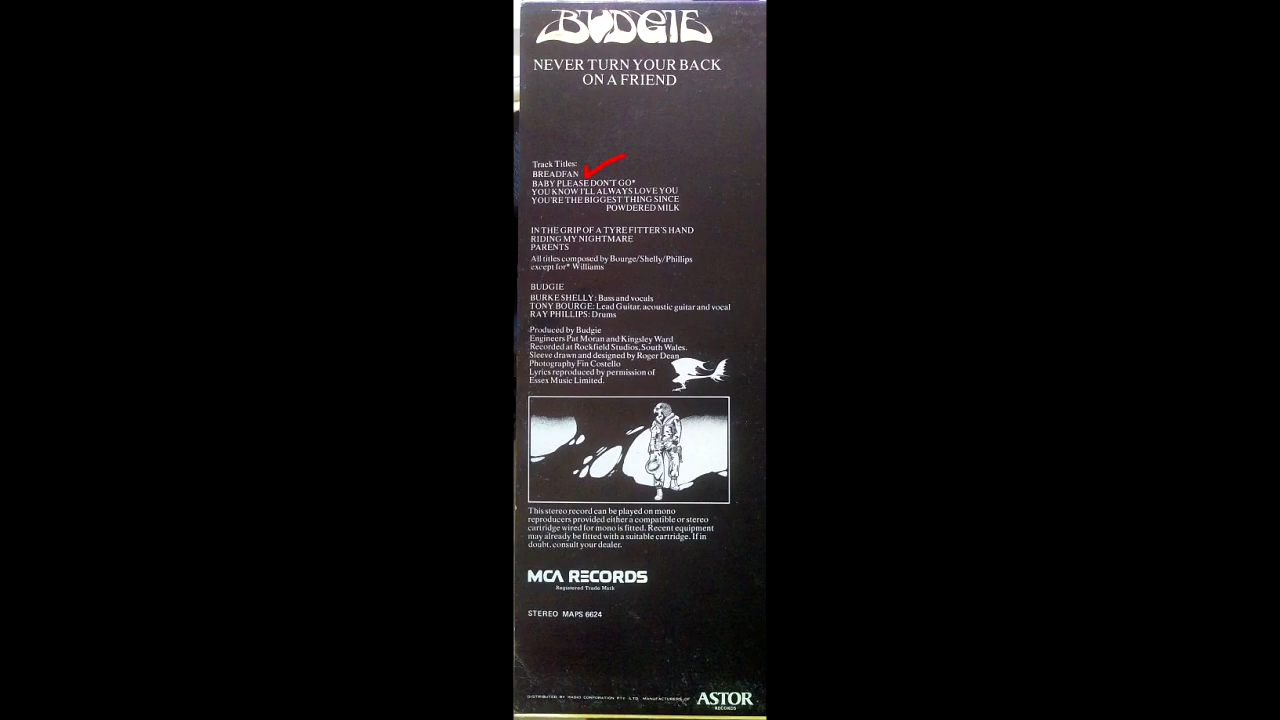 BUDGIE
NEVER TURN YOUR BACK
ON A FRIEND
Track Titles:
BREADFAN
BABY PLEASE DON'T GO*
YOU KNOW I'LL ALWAYS LOVE YOU
YOU'RE THE BIGGEST THING SINCE
POWDERED MILK
IN THE GRIP OF A TYRE FITTER'S HAND
RIDING MY NIGHTMARE
PARENTS
All titles composed by Bourge/Shelly/Phillips
except for* Williams
BUDGIE
BURKE SHELLY: Bass and vocals
TONY BOURGE: Lead Guitar, acoustic guitar and vocal
RAY PHILLIPS: Drums
Produced by Budgie
Engineers Pat Moran and Kingsley Ward
Recorded at Rockfield Studios, South Wales.
Sleeve drawn and designed by Roger Dean
Photography Fin Costello
Lyrics reproduced by permission of
Essex Music Limited.
This stereo record can be played on mono
reproducers provided either a compatible or stereo
cartridge wired for mono is fitted. Recent equipment
may already be fitted with a suitable cartridge. If in
doubt, consult your dealer.
MCA RECORDS
Registered Trade Mark
STEREO MAPS 6624
DISTRIBUTED BY RADIO CORPORATION PTY. LTD. MANUFACTURERS OF
ASTOR
RECORDS